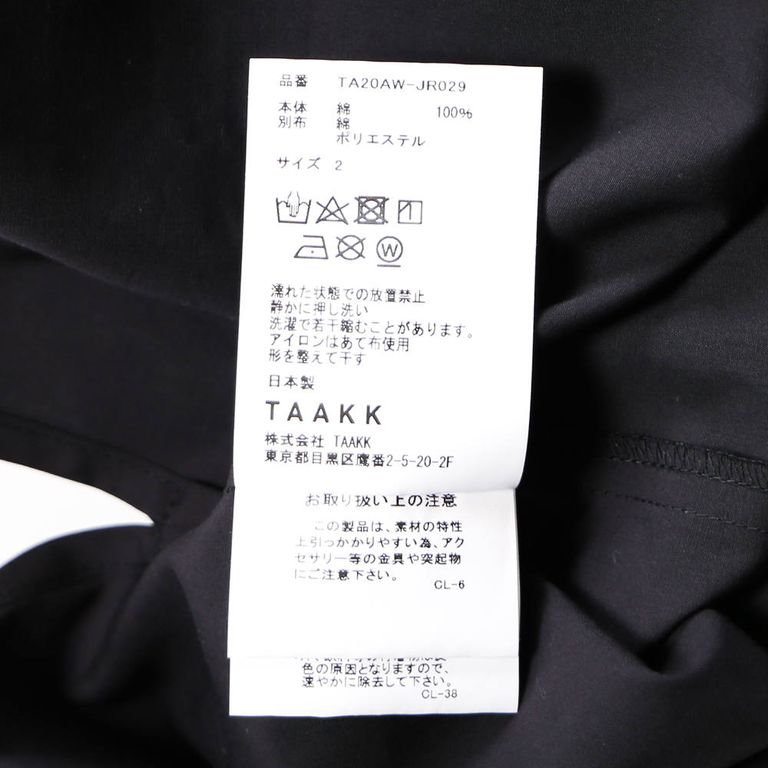 品番 TA20AW-JR029
本体 綿 100%
別布 綿
ポリエステル
サイズ 2
W
濡れた状態での放置禁止
静かに押し洗い
洗濯で若干縮むことがあります。
アイロンはあて布使用
形を整えて干す
日本製
TAAKK
株式会社 TAAKK
東京都目黒区鷹番2-5-20-2F
お取り扱い上の注意
この製品は、素材の特性
上引っかかりやすい為、アク
セサリー等の金具や突起物
にご注意下さい。
CL-6
色の原因となりますので、
速やかに除去して下さい。
CL-38